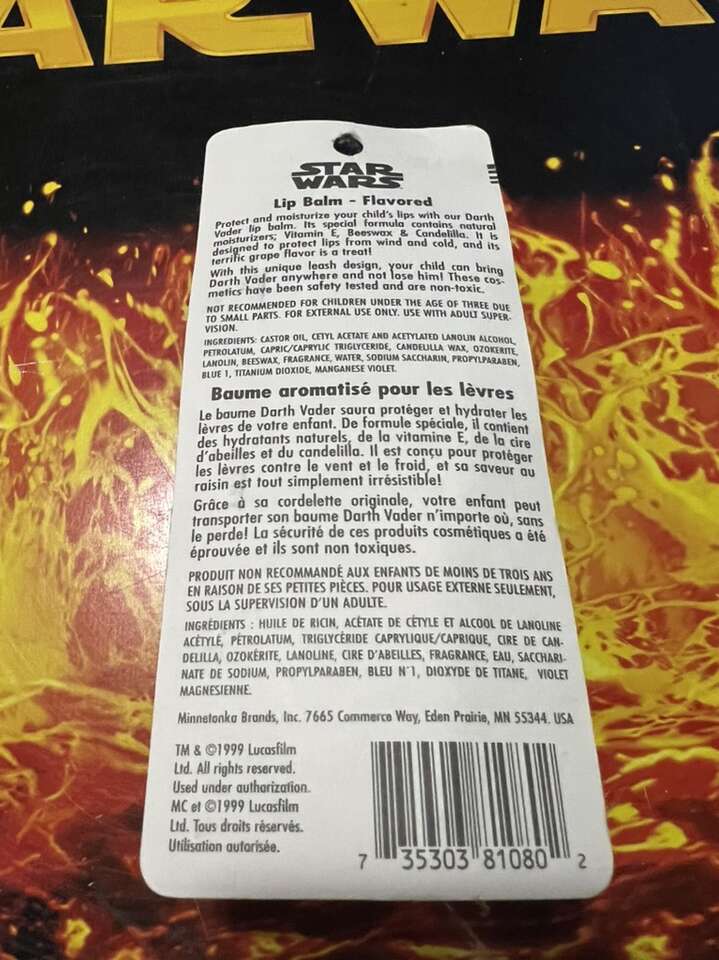 AR WA
STAR
WARS
Lip Balm - Flavored
Protect and moisturize your child's lips with our Darth
Vader lip balm. Its special formula contains natural
moisturizers; Vitamin E, Beeswax & Candelilla. It is
designed to protect lips from wind and cold, and its
terrific grape flavor is a treat!
With this unique leash design, your child can bring
Darth Vader anywhere and not lose him! These cos-
metics have been safety tested and are non-toxic.
NOT RECOMMENDED FOR CHILDREN UNDER THE AGE OF THREE DUE
TO SMALL PARTS. FOR EXTERNAL USE ONLY. USE WITH ADULT SUPER-
VISION.
INGREDIENTS: CASTOR OIL, CETYL ACETATE AND ACETYLATED LANOLIN ALCOHOL,
PETROLATUM, CAPRIC/CAPRYLIC TRIGLYCERIDE, CANDELILLA WAX, OZOKERITE,
LANOLIN, BEESWAX, FRAGRANCE, WATER, SODIUM SACCHARIN, PROPYLPARABEN,
BLUE 1, TITANIUM DIOXIDE, MANGANESE VIOLET.
Baume aromatisé pour les lèvres
Le baume Darth Vader saura protéger et hydrater les
lèvres de votre enfant. De formule spéciale, il contient
des hydratants naturels, de la vitamine E, de la cire
d'abeilles et du candelilla. Il est conçu pour protéger
les lèvres contre le vent et le froid, et sa saveur au
raisin est tout simplement irrésistible!
Grâce à sa cordelette originale, votre enfant peut
transporter son baume Darth Vader n'importe où, sans
le perde! La sécurité de ces produits cosmétiques a été
éprouvée et ils sont non toxiques.
PRODUIT NON RECOMMANDÉ AUX ENFANTS DE MOINS DE TROIS ANS
EN RAISON DE SES PETITES PIÈCES. POUR USAGE EXTERNE SEULEMENT,
SOUS LA SUPERVISION D'UN ADULTE.
INGRÉDIENTS : HUILE DE RICIN, ACÉTATE DE CÉTYLE ET ALCOOL DE LANOLINE
ACÉTYLÉ, PÉTROLATUM, TRIGLYCÉRIDE CAPRYLIQUE/CAPRIQUE, CIRE DE CAN-
DELILLA, OZOKÉRITE, LANOLINE, CIRE D'ABEILLES, FRAGRANCE, EAU, SACCHARI-
NATE DE SODIUM, PROPYLPARABEN, BLEU N°1, DIOXYDE DE TITANE, VIOLET
MAGNESIENNE.
Minnetonka Brands, Inc. 7665 Commerce Way, Eden Prairie, MN 55344. USA
TM & ©1999 Lucasfilm
Ltd. All rights reserved.
Used under authorization.
MC et ©1999 Lucasfilm
Ltd. Tous droits réservés.
Utilisation autorisée.
7 35303 81080 2